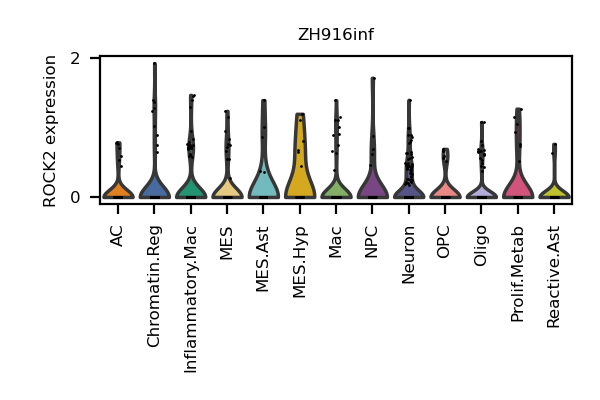 ZH916inf
ROCK2 expression
2
0
AC
Chromatin.Reg
Inflammatory.Mac
MES
MES.Ast
MES.Hyp
Mac
NPC
Neuron
OPC
Oligo
Prolif.Metab
Reactive.Ast